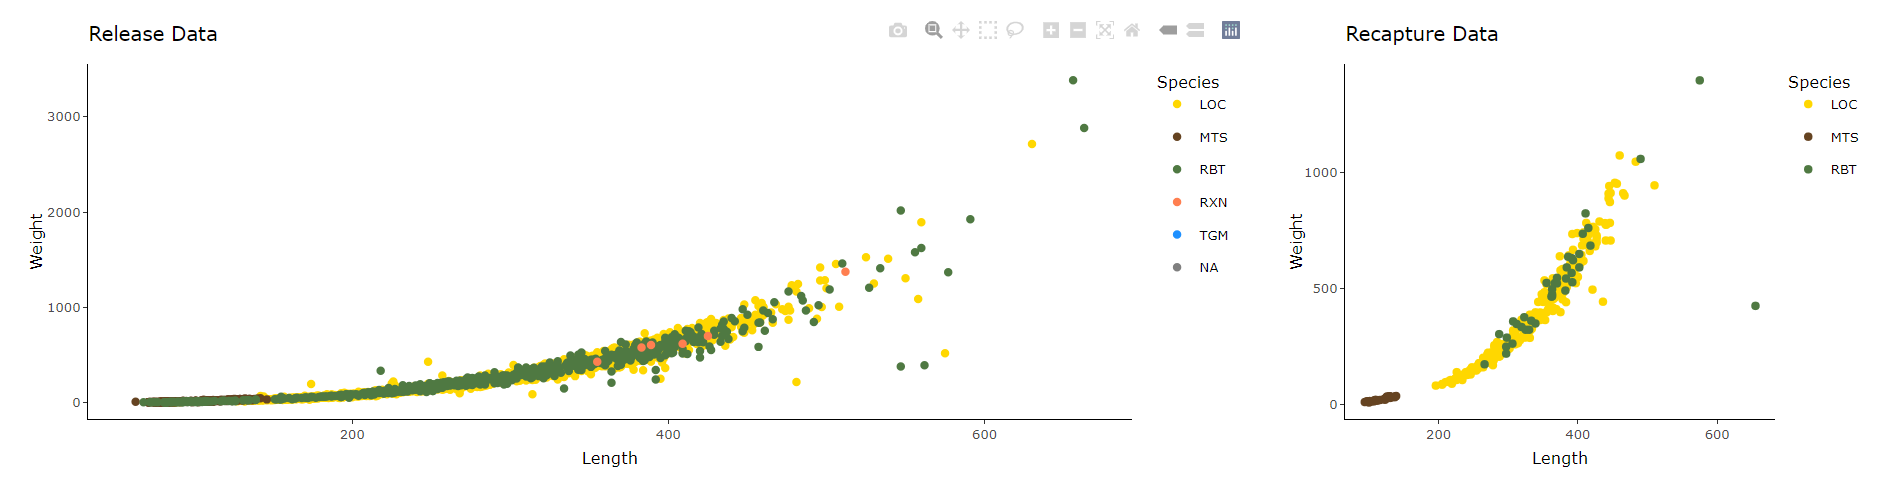 Release Data
Weight
3000
2000
1000
0
200
400
600
Length
Species
LOC
MTS
RBT
RXN
TGM
NA
Recapture Data
Weight
1000
500
0
200
400
600
Length
Species
LOC
MTS
RBT